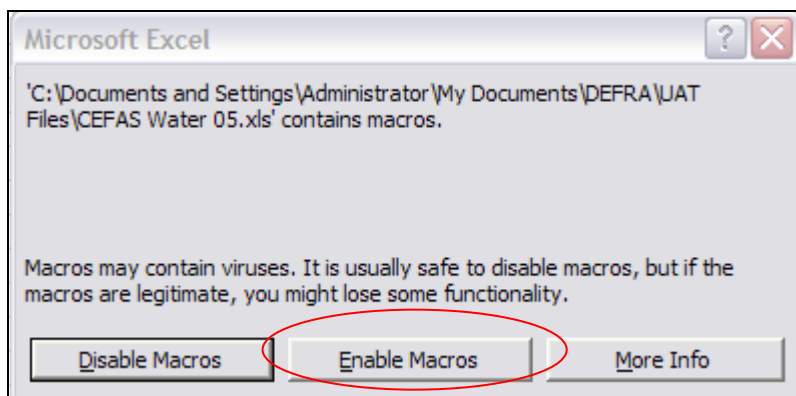 Microsoft Excel
?
'C:\Documents and Settings\Administrator\My Documents\DEFRA\UAT
Files\CEFAS Water 05.xls' contains macros.
Macros may contain viruses. It is usually safe to disable macros, but if the
macros are legitimate, you might lose some functionality.
Disable Macros Enable Macros More Info